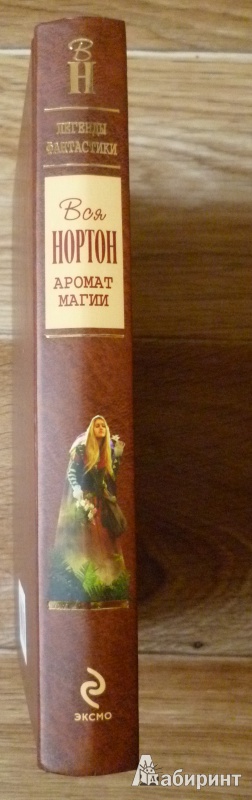 В
Н
ЛЕГЕНДЫ
ФАНТАСТИКИ
Вся
НОРТОН
АРОМАТ
МАГИИ
ЭКСМО
Лабиринт